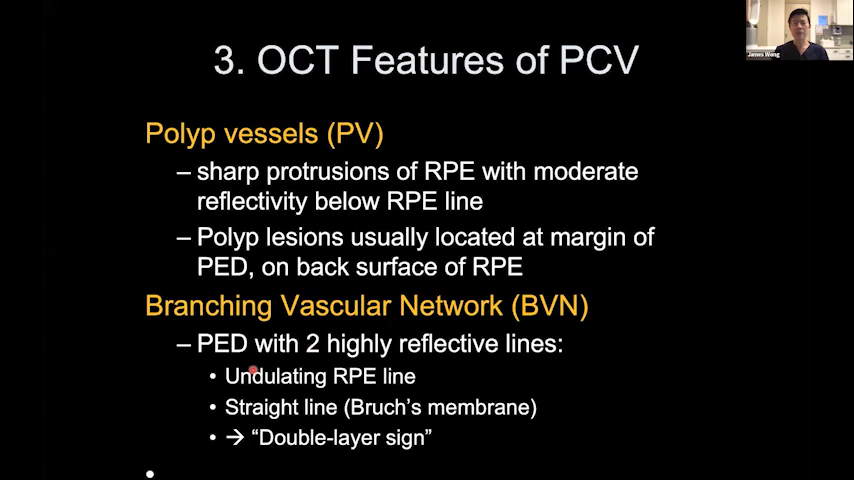 3. OCT Features of PCV
James Wong
Polyp vessels (PV)
– sharp protrusions of RPE with moderate
reflectivity below RPE line
– Polyp lesions usually located at margin of
PED, on back surface of RPE
Branching Vascular Network (BVN)
– PED with 2 highly reflective lines:
• Undulating RPE line
• Straight line (Bruch’s membrane)
• → “Double-layer sign”
•